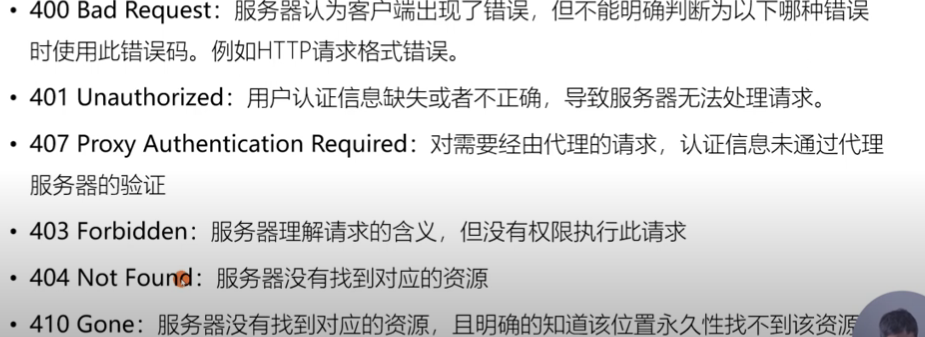 • 400 Bad Request：服务器认为客户端出现了错误，但不能明确判断为以下哪种错误
时使用此错误码。例如HTTP请求格式错误。
• 401 Unauthorized：用户认证信息缺失或者不正确，导致服务器无法处理请求。
• 407 Proxy Authentication Required：对需要经由代理的请求，认证信息未通过代理
服务器的验证
• 403 Forbidden：服务器理解请求的含义，但没有权限执行此请求
• 404 Not Found：服务器没有找到对应的资源
• 410 Gone：服务器没有找到对应的资源，且明确的知道该位置永久性找不到该资源